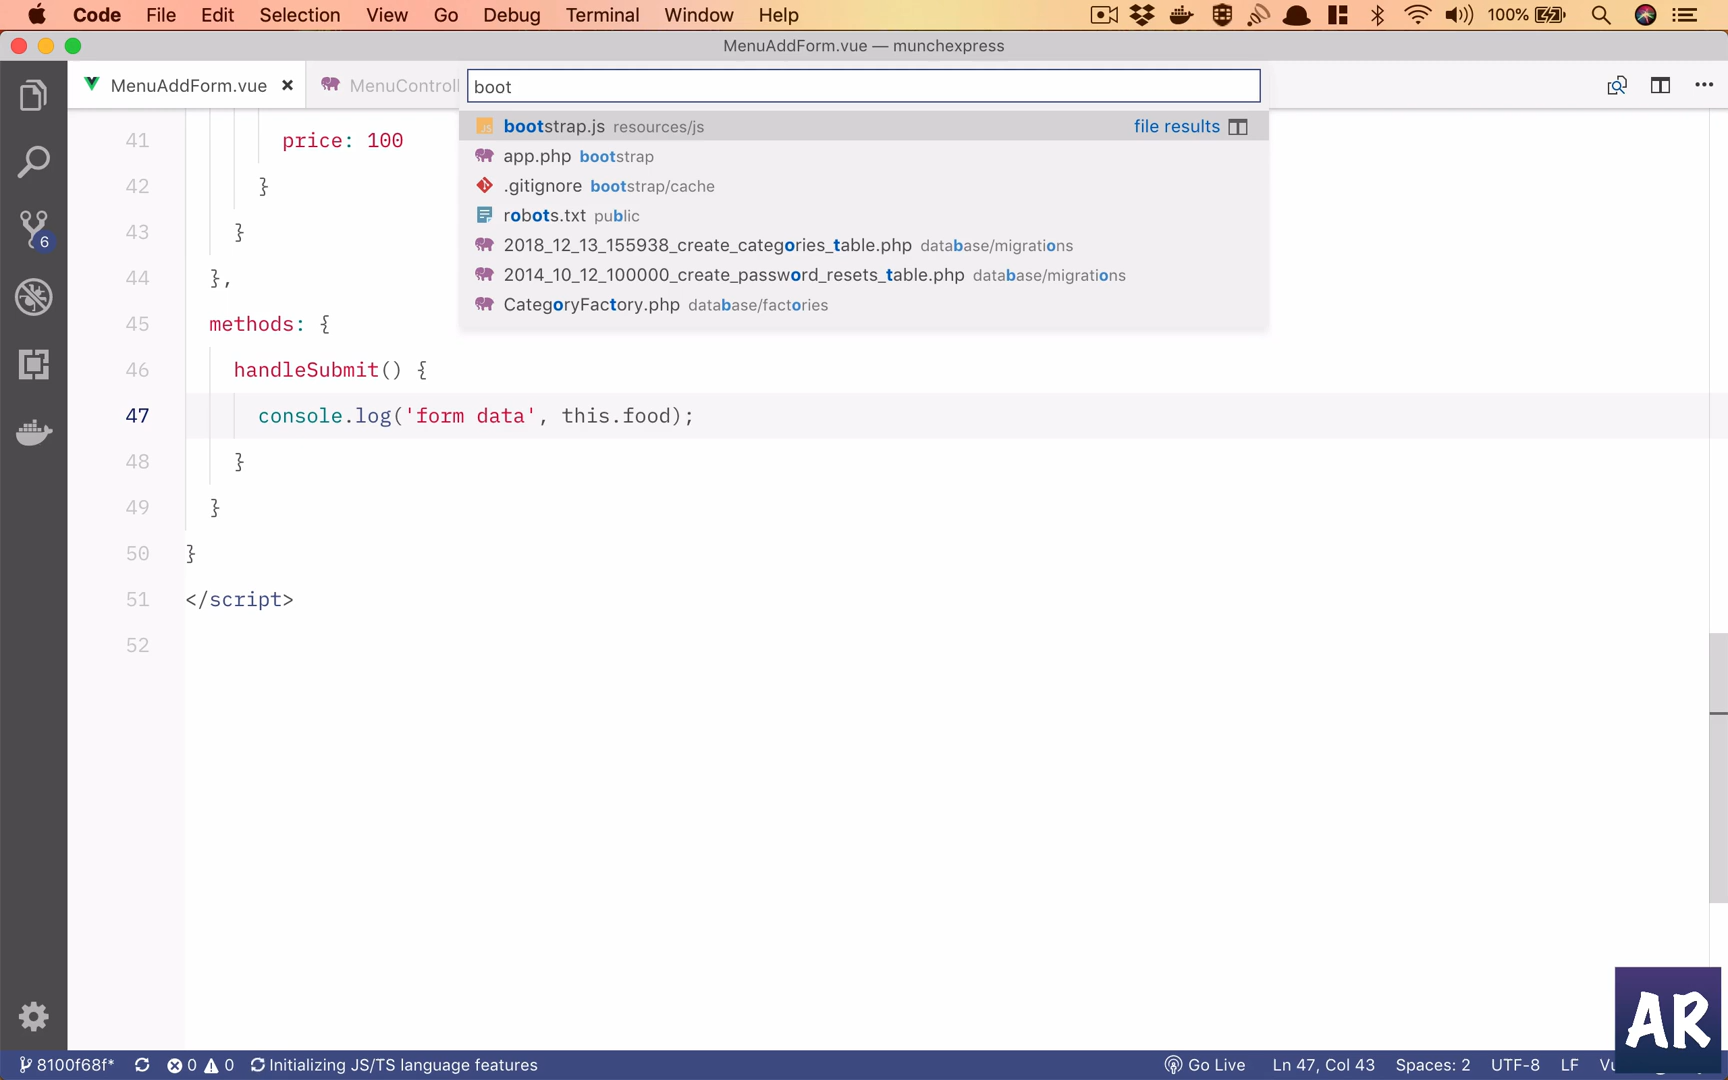 Code File Edit Selection View Go Debug Terminal Window Help 100%
MenuAddForm.vue — munchexpress
MenuAddForm.vue × MenuControll
boot
bootstrap.js resources/js file results
app.php bootstrap
.gitignore bootstrap/cache
robots.txt public
2018_12_13_155938_create_categories_table.php database/migrations
2014_10_12_100000_create_password_resets_table.php database/migrations
CategoryFactory.php database/factories
41 price: 100
42 }
43 }
44 },
45 methods: {
46 handleSubmit() {
47 console.log('form data', this.food);
48 }
49 }
50 }
51 </script>
52
6
AR
8100f68f* 0 0 Initializing JS/TS language features Go Live Ln 47, Col 43 Spaces: 2 UTF-8 LF